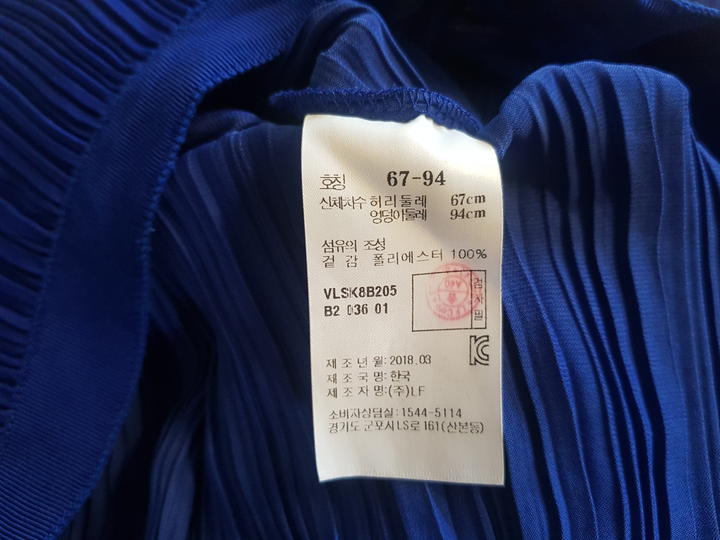 호칭 67-94
신체치수 허리둘레 67cm
엉덩이둘레 94cm
섬유의 조성
겉 감 폴리에스터 100%
VLSK8B205
B2 036 01
검사필
제 조 년 월: 2018.03
제 조 국 명: 한국
제 조 자 명: (주)LF
소비자상담실: 1544-5114
경기도 군포시 LS로 161(산본동)